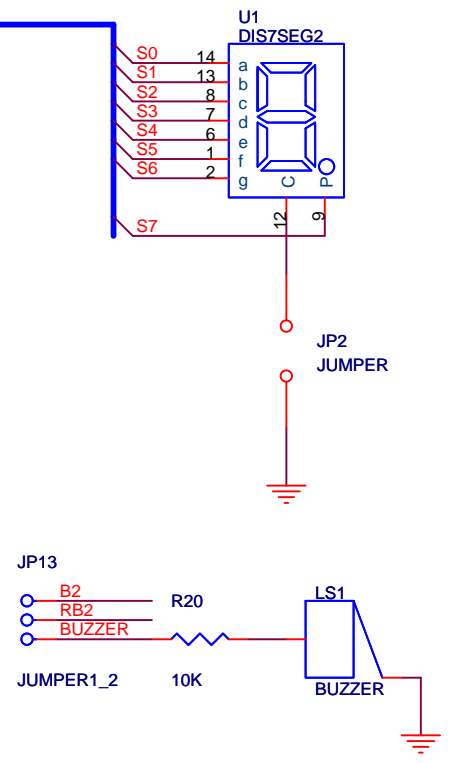 U1
DIS7SEG2
S0 14 a
S1 13 b
S2 8 c
S3 7 d
S4 6 e
S5 1 f
S6 2 g
C P
S7 12 9
JP2
JUMPER
JP13
B2
RB2
BUZZER
R20
LS1
JUMPER1_2
10K
BUZZER